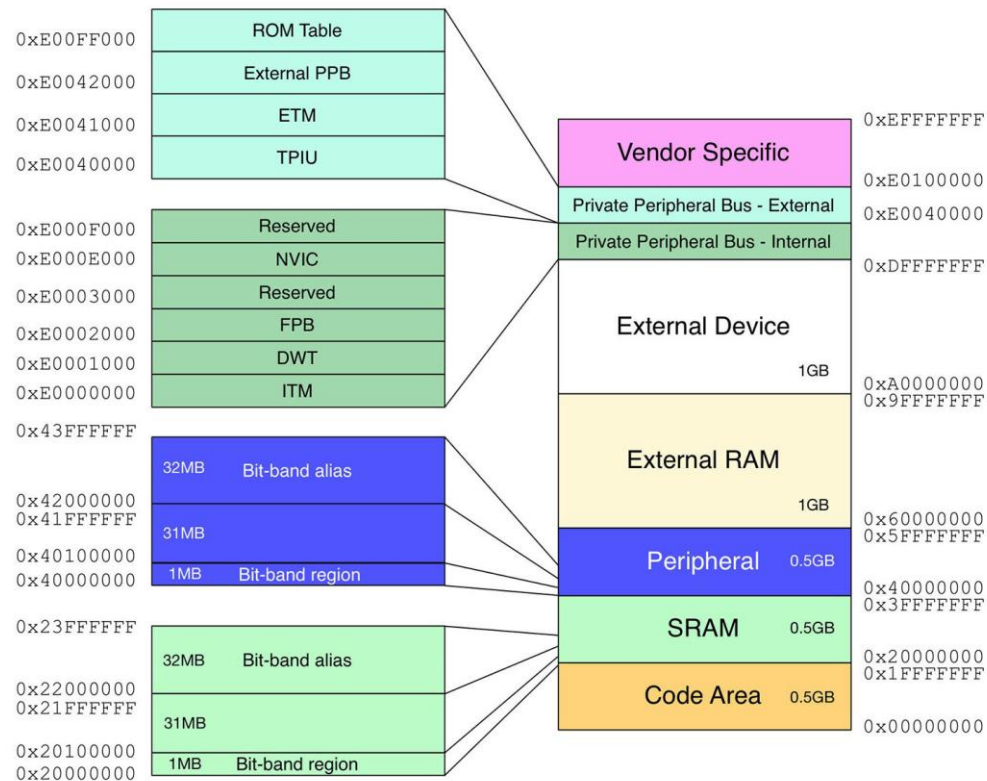 0xE00FF000
ROM Table
0xE0042000
External PPB
0xE0041000
ETM
0xE0040000
TPIU
0xE000F000
Reserved
0xE000E000
NVIC
0xE0003000
Reserved
0xE0002000
FPB
0xE0001000
DWT
0xE0000000
ITM
0x43FFFFFF
32MB Bit-band alias
0x42000000
0x41FFFFFF
31MB
0x40100000
0x40000000
1MB Bit-band region
0x23FFFFFF
32MB Bit-band alias
0x22000000
0x21FFFFFF
31MB
0x20100000
0x20000000
1MB Bit-band region
0xEFFFFFFF
Vendor Specific
0xE0100000
Private Peripheral Bus - External
0xE0040000
Private Peripheral Bus - Internal
0xDFFFFFFF
External Device
1GB
0xA0000000
0x9FFFFFFF
External RAM
1GB
0x60000000
0x5FFFFFFF
Peripheral 0.5GB
0x40000000
0x3FFFFFFF
SRAM 0.5GB
0x20000000
0x1FFFFFFF
Code Area 0.5GB
0x00000000